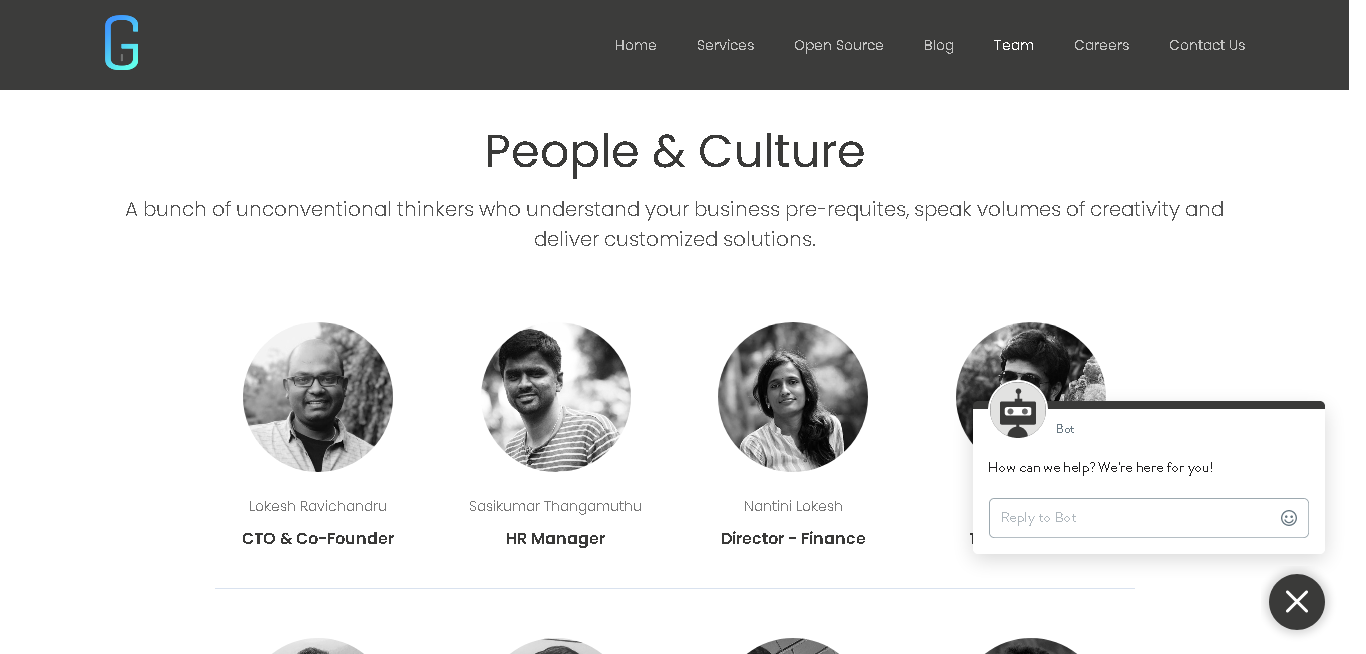 G
Home Services Open Source Blog Team Careers Contact Us
People & Culture
A bunch of unconventional thinkers who understand your business pre-requites, speak volumes of creativity and
deliver customized solutions.
Lokesh Ravichandru
CTO & Co-Founder
Sasikumar Thangamuthu
HR Manager
Nantini Lokesh
Director - Finance
Bot
How can we help? We're here for you!
Reply to Bot